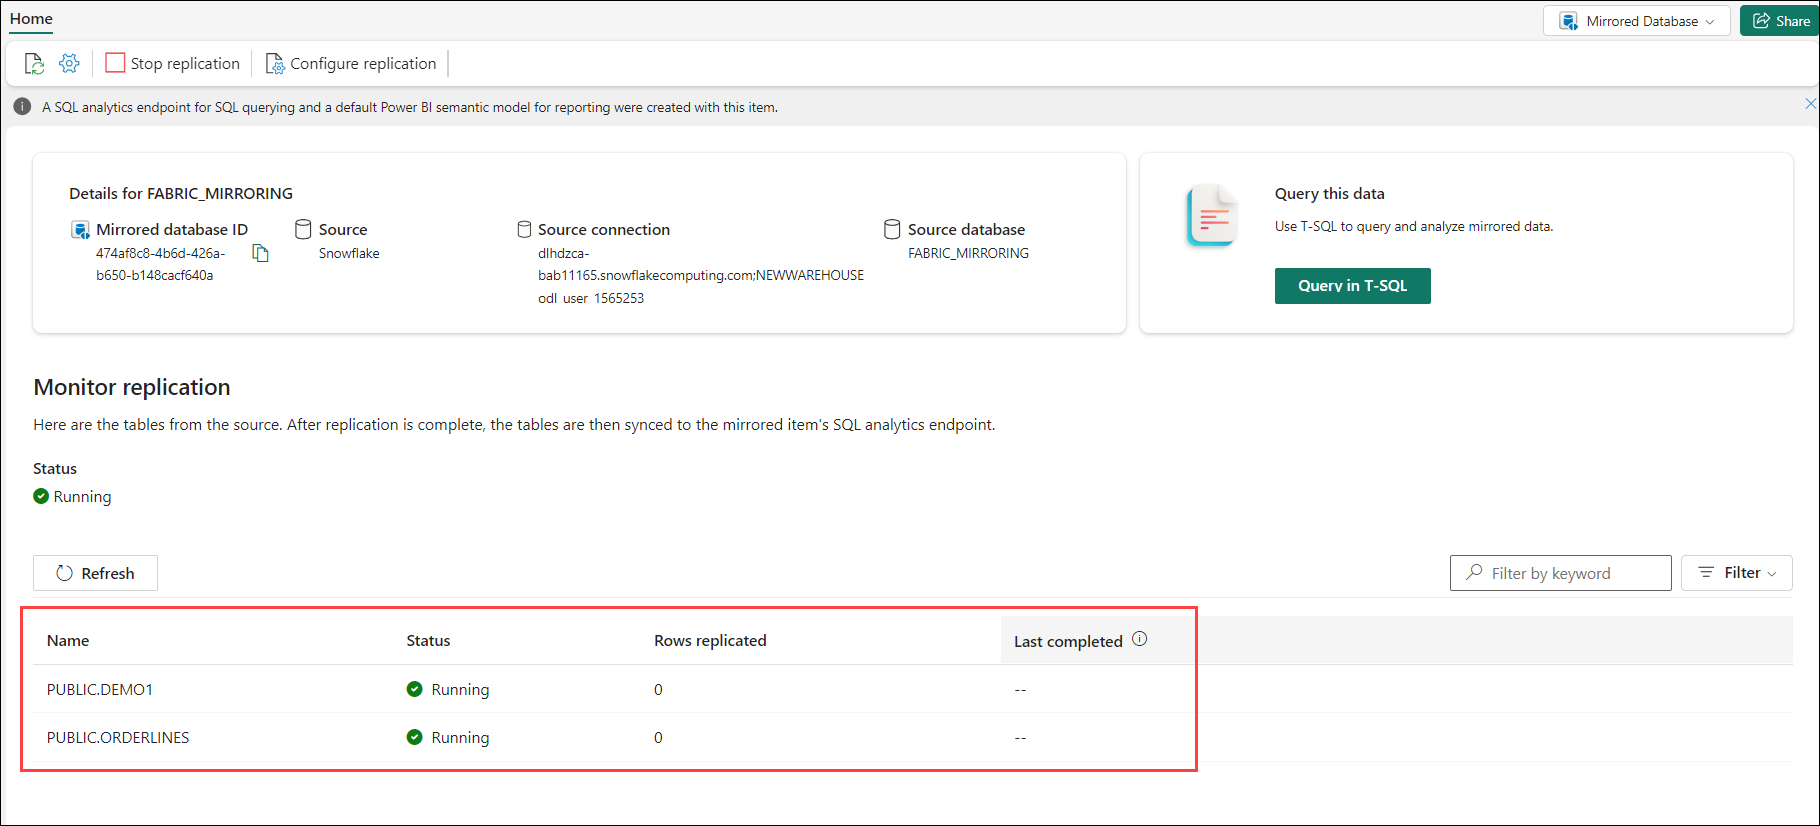 Home
Mirrored Database
Share
Stop replication
Configure replication
A SQL analytics endpoint for SQL querying and a default Power BI semantic model for reporting were created with this item.
Details for FABRIC_MIRRORING
Mirrored database ID
474af8c8-4b6d-426a-
b650-b148cacf640a
Source
Snowflake
Source connection
dlhdzca-
bab11165.snowflakecomputing.com;NEWWAREHOUSE
odl_user_1565253
Source database
FABRIC_MIRRORING
Query this data
Use T-SQL to query and analyze mirrored data.
Query in T-SQL
Monitor replication
Here are the tables from the source. After replication is complete, the tables are then synced to the mirrored item's SQL analytics endpoint.
Status
Running
Refresh
Filter by keyword
Filter
Name Status Rows replicated Last completed
PUBLIC.DEMO1 Running 0 --
PUBLIC.ORDERLINES Running 0 --